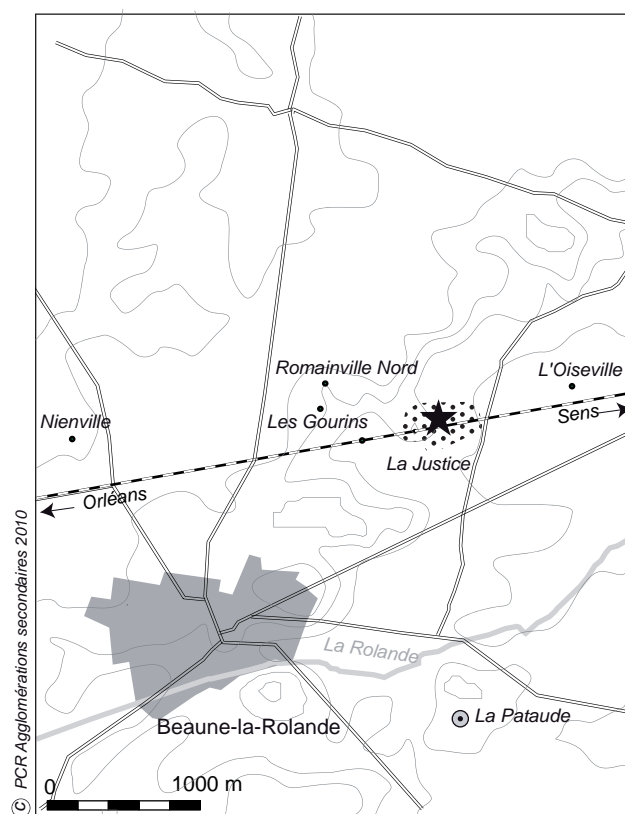 Romainville Nord
L'Oiseville
Nienville
Les Gourins
Sens
La Justice
Orléans
La Rolande
La Pataude
Beaune-la-Rolande
0 1000 m
© PCR Agglomérations secondaires 2010